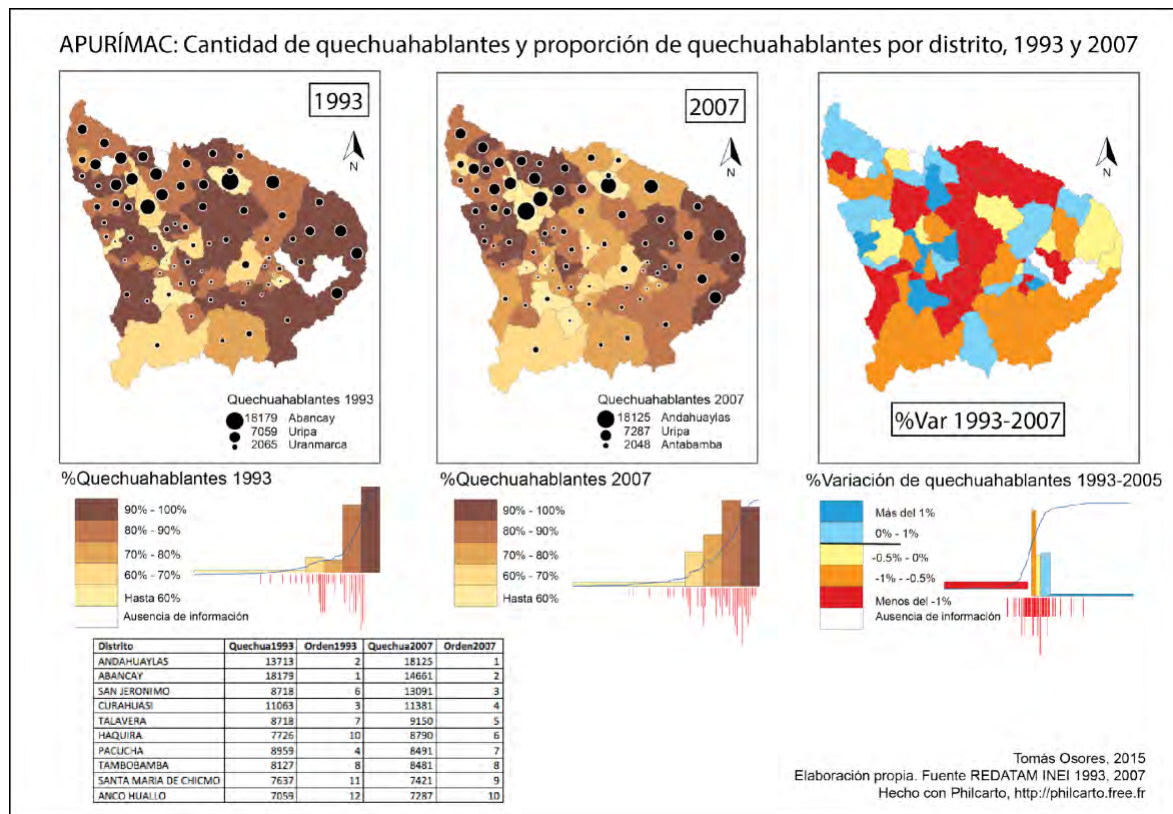 APURÍMAC: Cantidad de quechuahablantes y proporción de quechuahablantes por distrito, 1993 y 2007
1993
N
Quechuahablantes 1993
18179 Abancay
7059 Uripa
2065 Uranmarca
2007
N
Quechuahablantes 2007
18125 Andahuaylas
7287 Uripa
2048 Antabamba
N
%Var 1993-2007
%Quechuahablantes 1993
90% - 100%
80% - 90%
70% - 80%
60% - 70%
Hasta 60%
Ausencia de información
%Quechuahablantes 2007
90% - 100%
80% - 90%
70% - 80%
60% - 70%
Hasta 60%
%Variación de quechuahablantes 1993-2005
Más del 1%
0% - 1%
-0.5% - 0%
-1% - -0.5%
Menos del -1%
Ausencia de información
Distrito Quechua1993 Orden1993 Quechua2007 Orden2007
ANDAHUAYLAS 13713 2 18125 1
ABANCAY 18179 1 14661 2
SAN JERONIMO 8718 6 13091 3
CURAHUASI 11063 3 11381 4
TALAVERA 8718 7 9150 5
HAQUIRA 7726 10 8790 6
PACUCHA 8959 4 8491 7
TAMBOBAMBA 8127 8 8481 8
SANTA MARIA DE CHICMO 7637 11 7421 9
ANCO HUALLO 7059 12 7287 10
Tomás Osores, 2015
Elaboración propia. Fuente REDATAM INEI 1993, 2007
Hecho con Philcarto, http://philcarto.free.fr